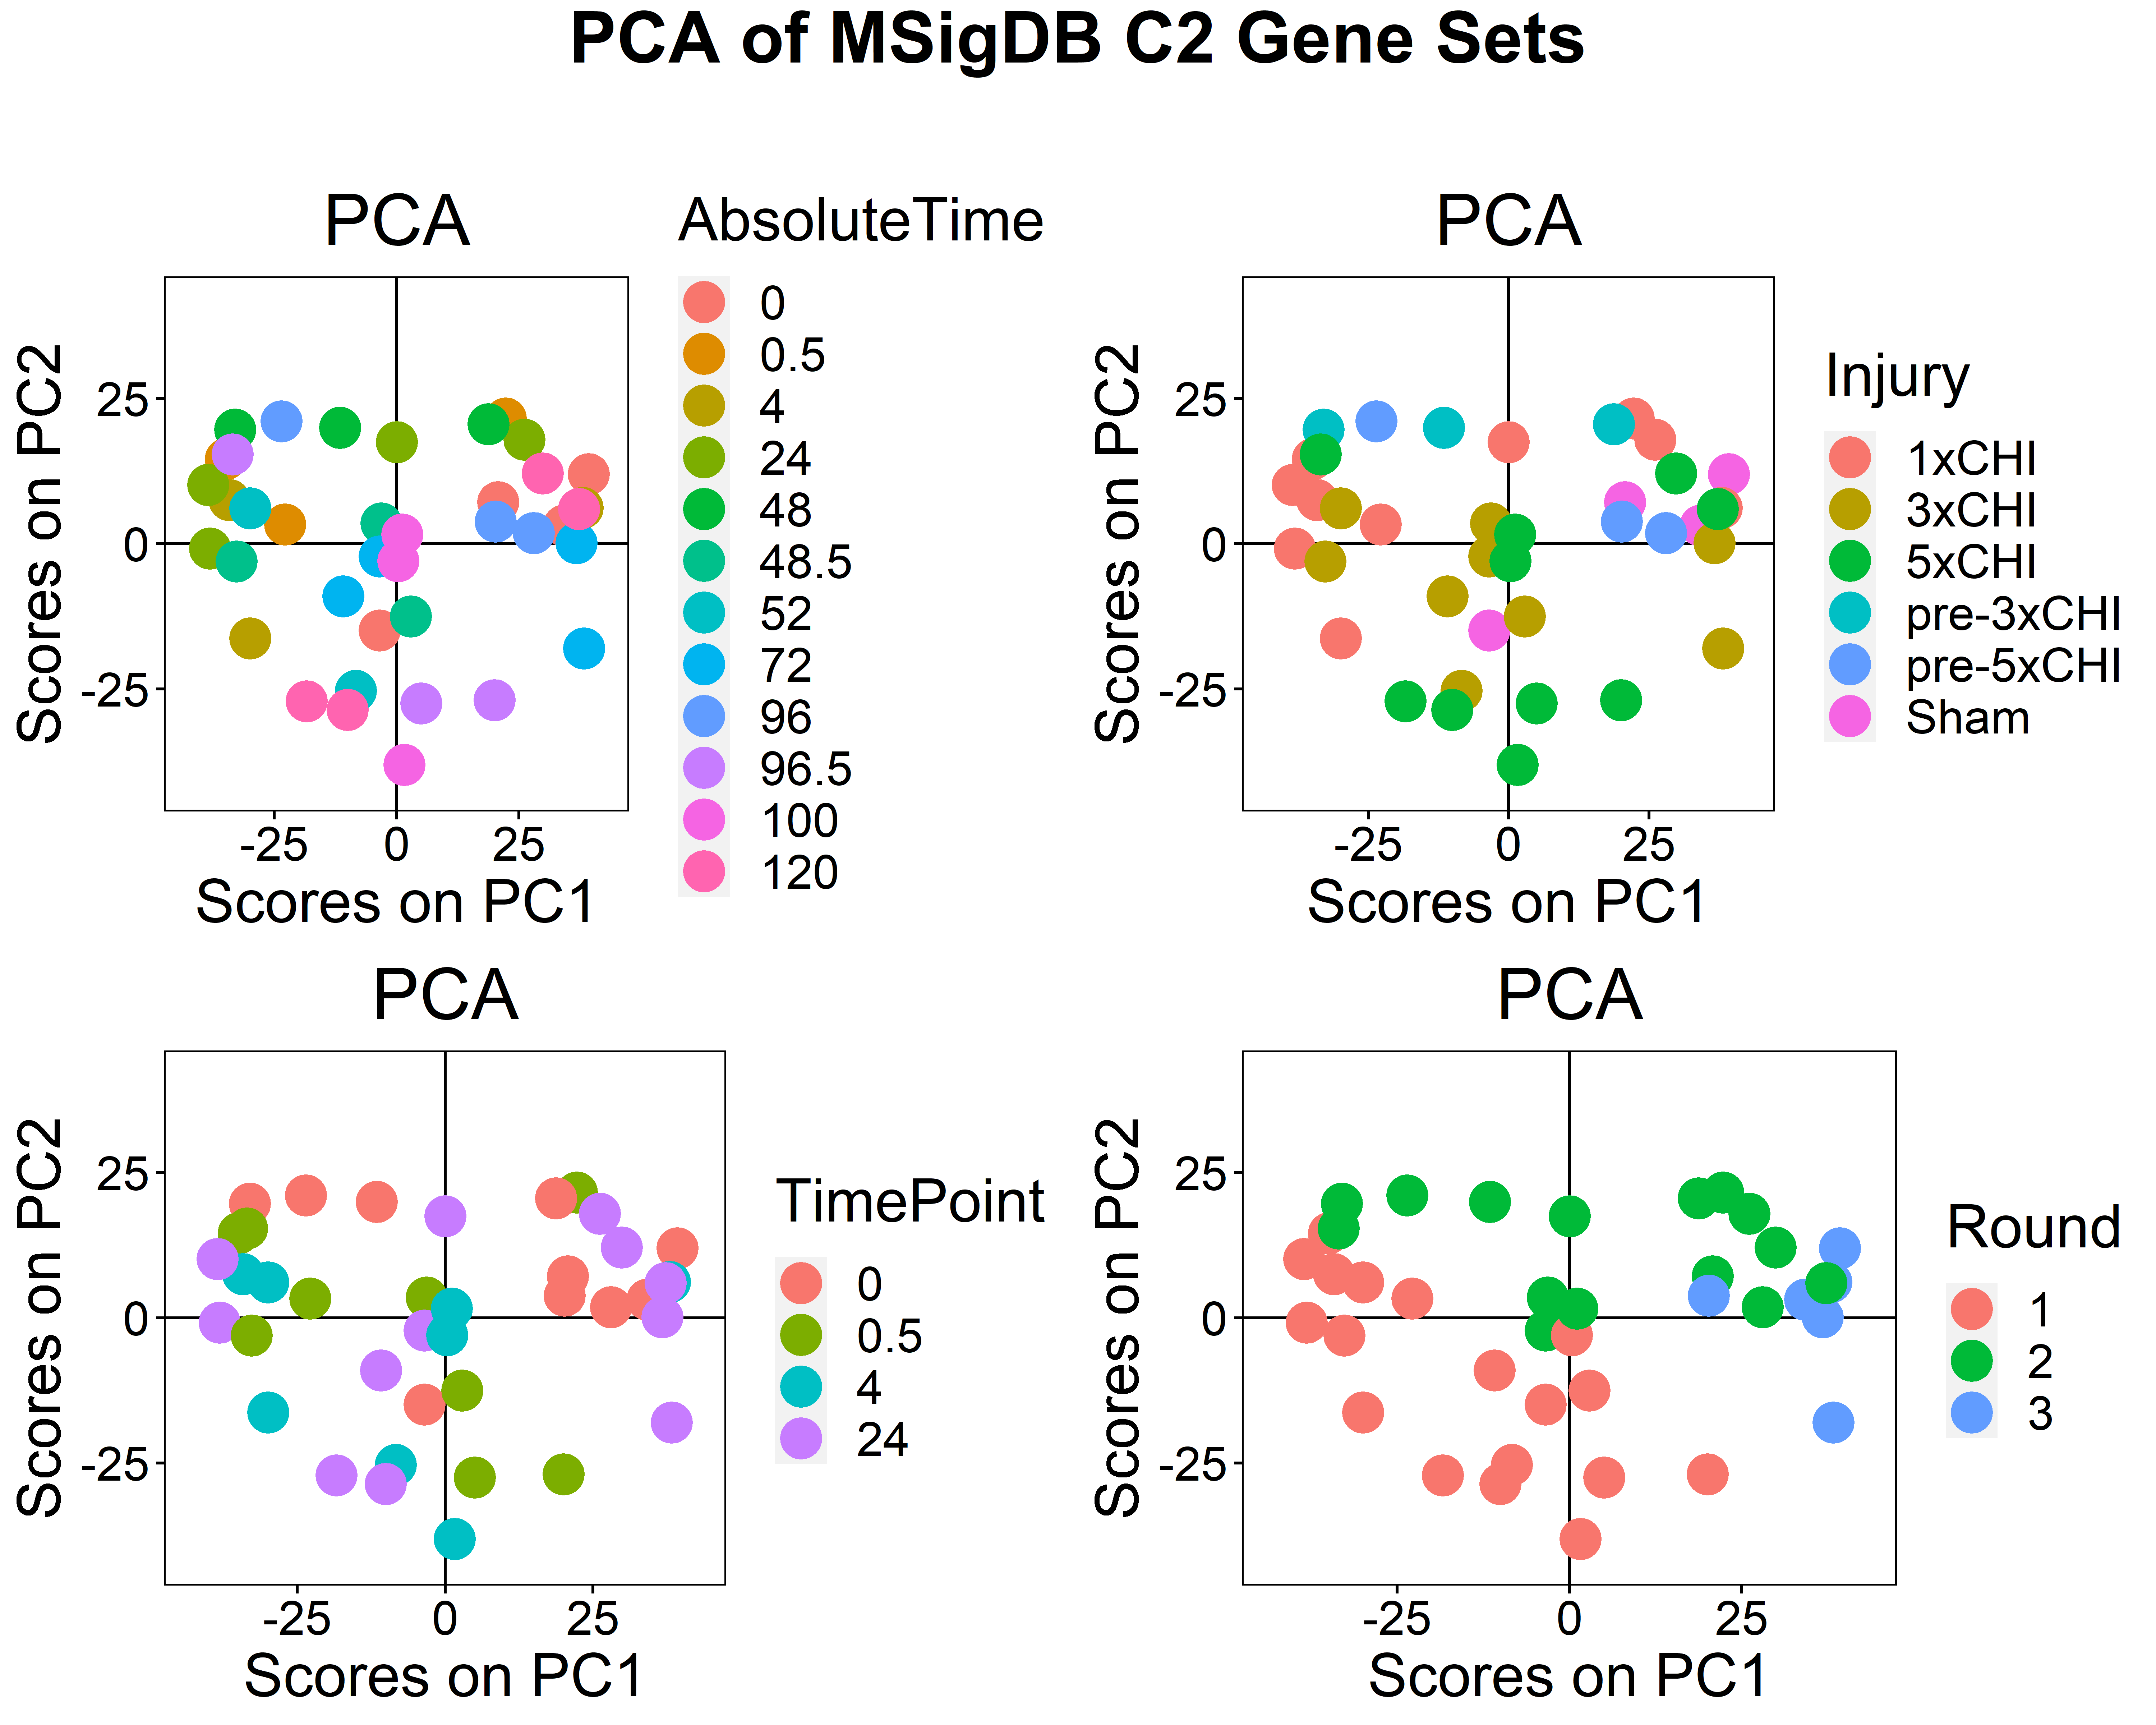 PCA of MSigDB C2 Gene Sets
PCA
Scores on PC2
25
0
-25
-25
0
25
Scores on PC1
AbsoluteTime
0
0.5
4
24
48
48.5
52
72
96
96.5
100
120
PCA
Scores on PC2
25
0
-25
-25
0
25
Scores on PC1
Injury
1xCHI
3xCHI
5xCHI
pre-3xCHI
pre-5xCHI
Sham
PCA
Scores on PC2
25
0
-25
-25
0
25
Scores on PC1
TimePoint
0
0.5
4
24
PCA
Scores on PC2
25
0
-25
-25
0
25
Scores on PC1
Round
1
2
3